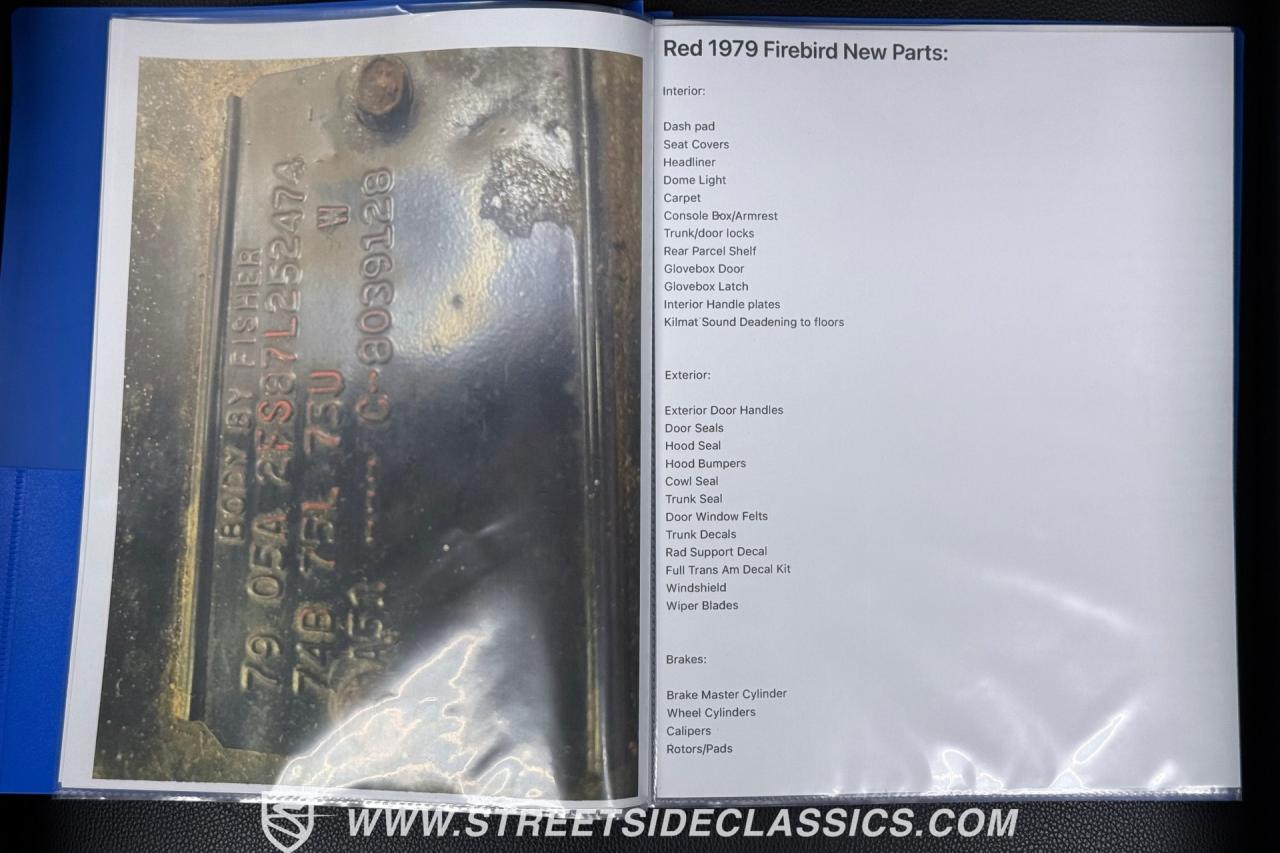 BODY BY FISHER
79 05A 2FS87L252474
74B 75L 75U W
A51 ----- C-8039128
Red 1979 Firebird New Parts:
Interior:
Dash pad
Seat Covers
Headliner
Dome Light
Carpet
Console Box/Armrest
Trunk/door locks
Rear Parcel Shelf
Glovebox Door
Glovebox Latch
Interior Handle plates
Kilmat Sound Deadening to floors
Exterior:
Exterior Door Handles
Door Seals
Hood Seal
Hood Bumpers
Cowl Seal
Trunk Seal
Door Window Felts
Trunk Decals
Rad Support Decal
Full Trans Am Decal Kit
Windshield
Wiper Blades
Brakes:
Brake Master Cylinder
Wheel Cylinders
Calipers
Rotors/Pads
WWW.STREETSIDECLASSICS.COM